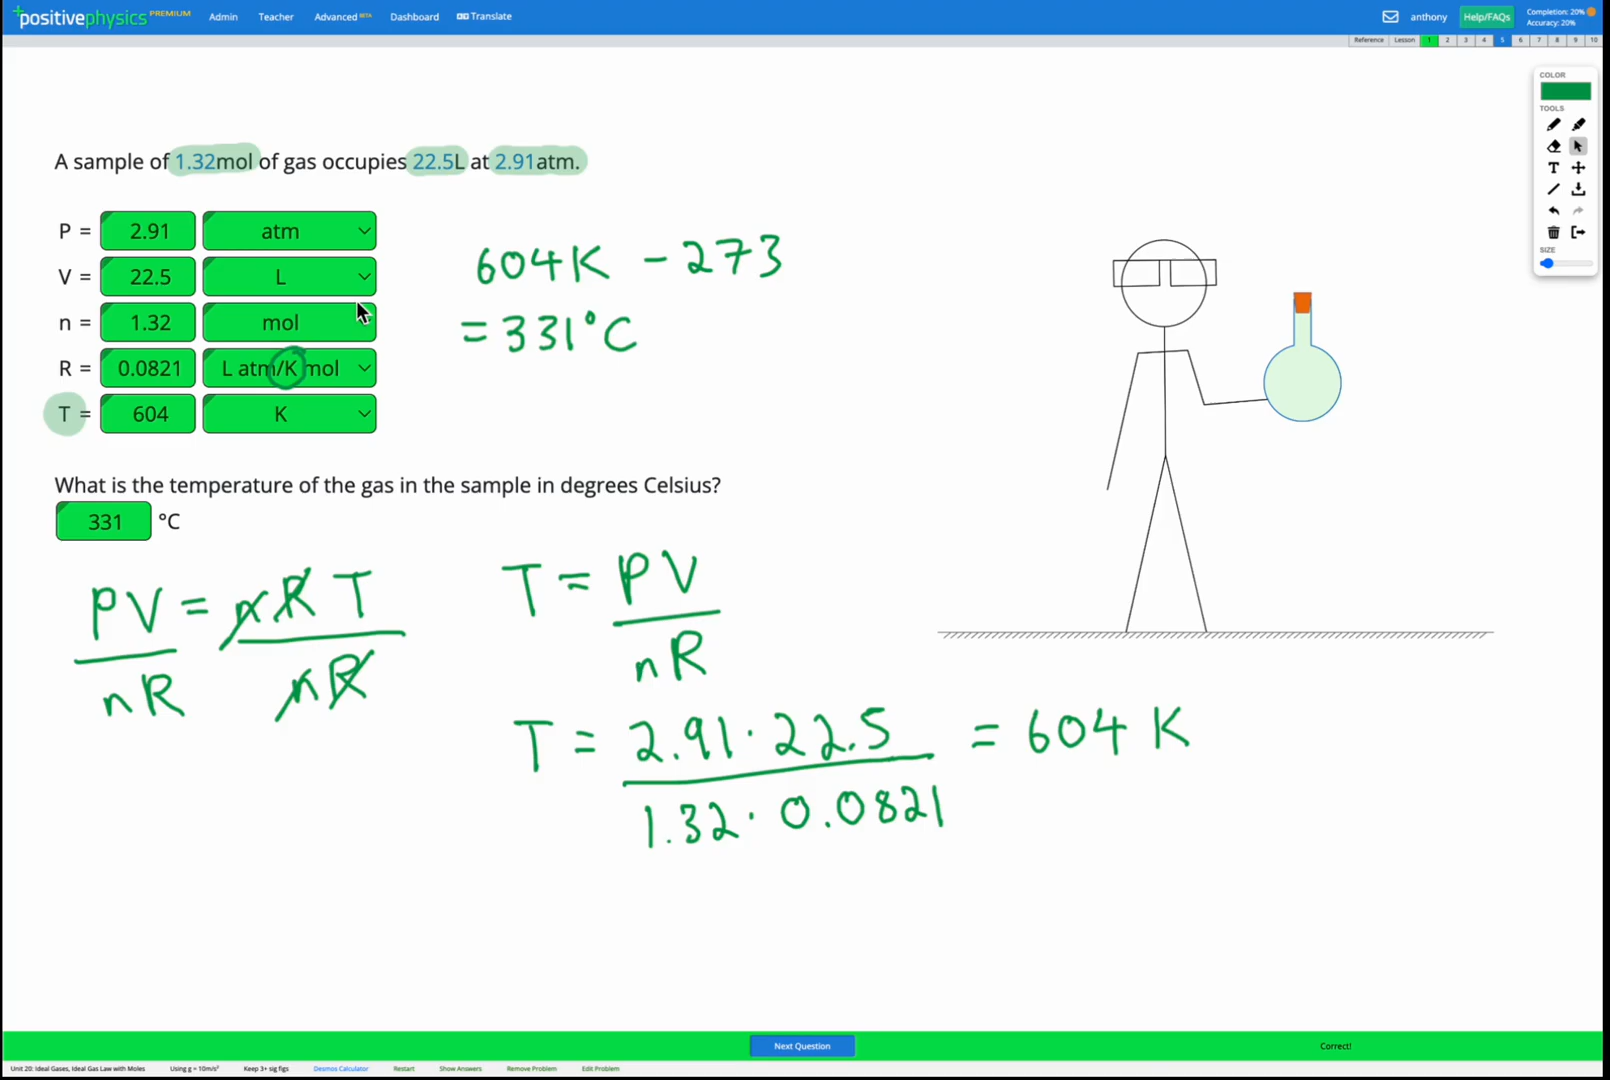 +positivephysics PREMIUM Admin Teacher Advanced BETA Dashboard Translate anthony Help/FAQs Completion: 20%
Accuracy: 20%
Reference Lesson 1 2 3 4 5 6 7 8 9 10
COLOR
TOOLS
T
SIZE
A sample of 1.32mol of gas occupies 22.5L at 2.91atm.
P = 2.91 atm
V = 22.5 L
n = 1.32 mol
R = 0.0821 L atm/K mol
T = 604 K
604K - 273
= 331°C
What is the temperature of the gas in the sample in degrees Celsius?
331 °C
PV = nRT
nR nR
T = PV
nR
T = 2.91 · 22.5 = 604 K
1.32 · 0.0821
Next Question Correct!
Unit 20: Ideal Gases, Ideal Gas Law with Moles Using g = 10m/s² Keep 3+ sig figs Desmos Calculator Restart Show Answers Remove Problem Edit Problem